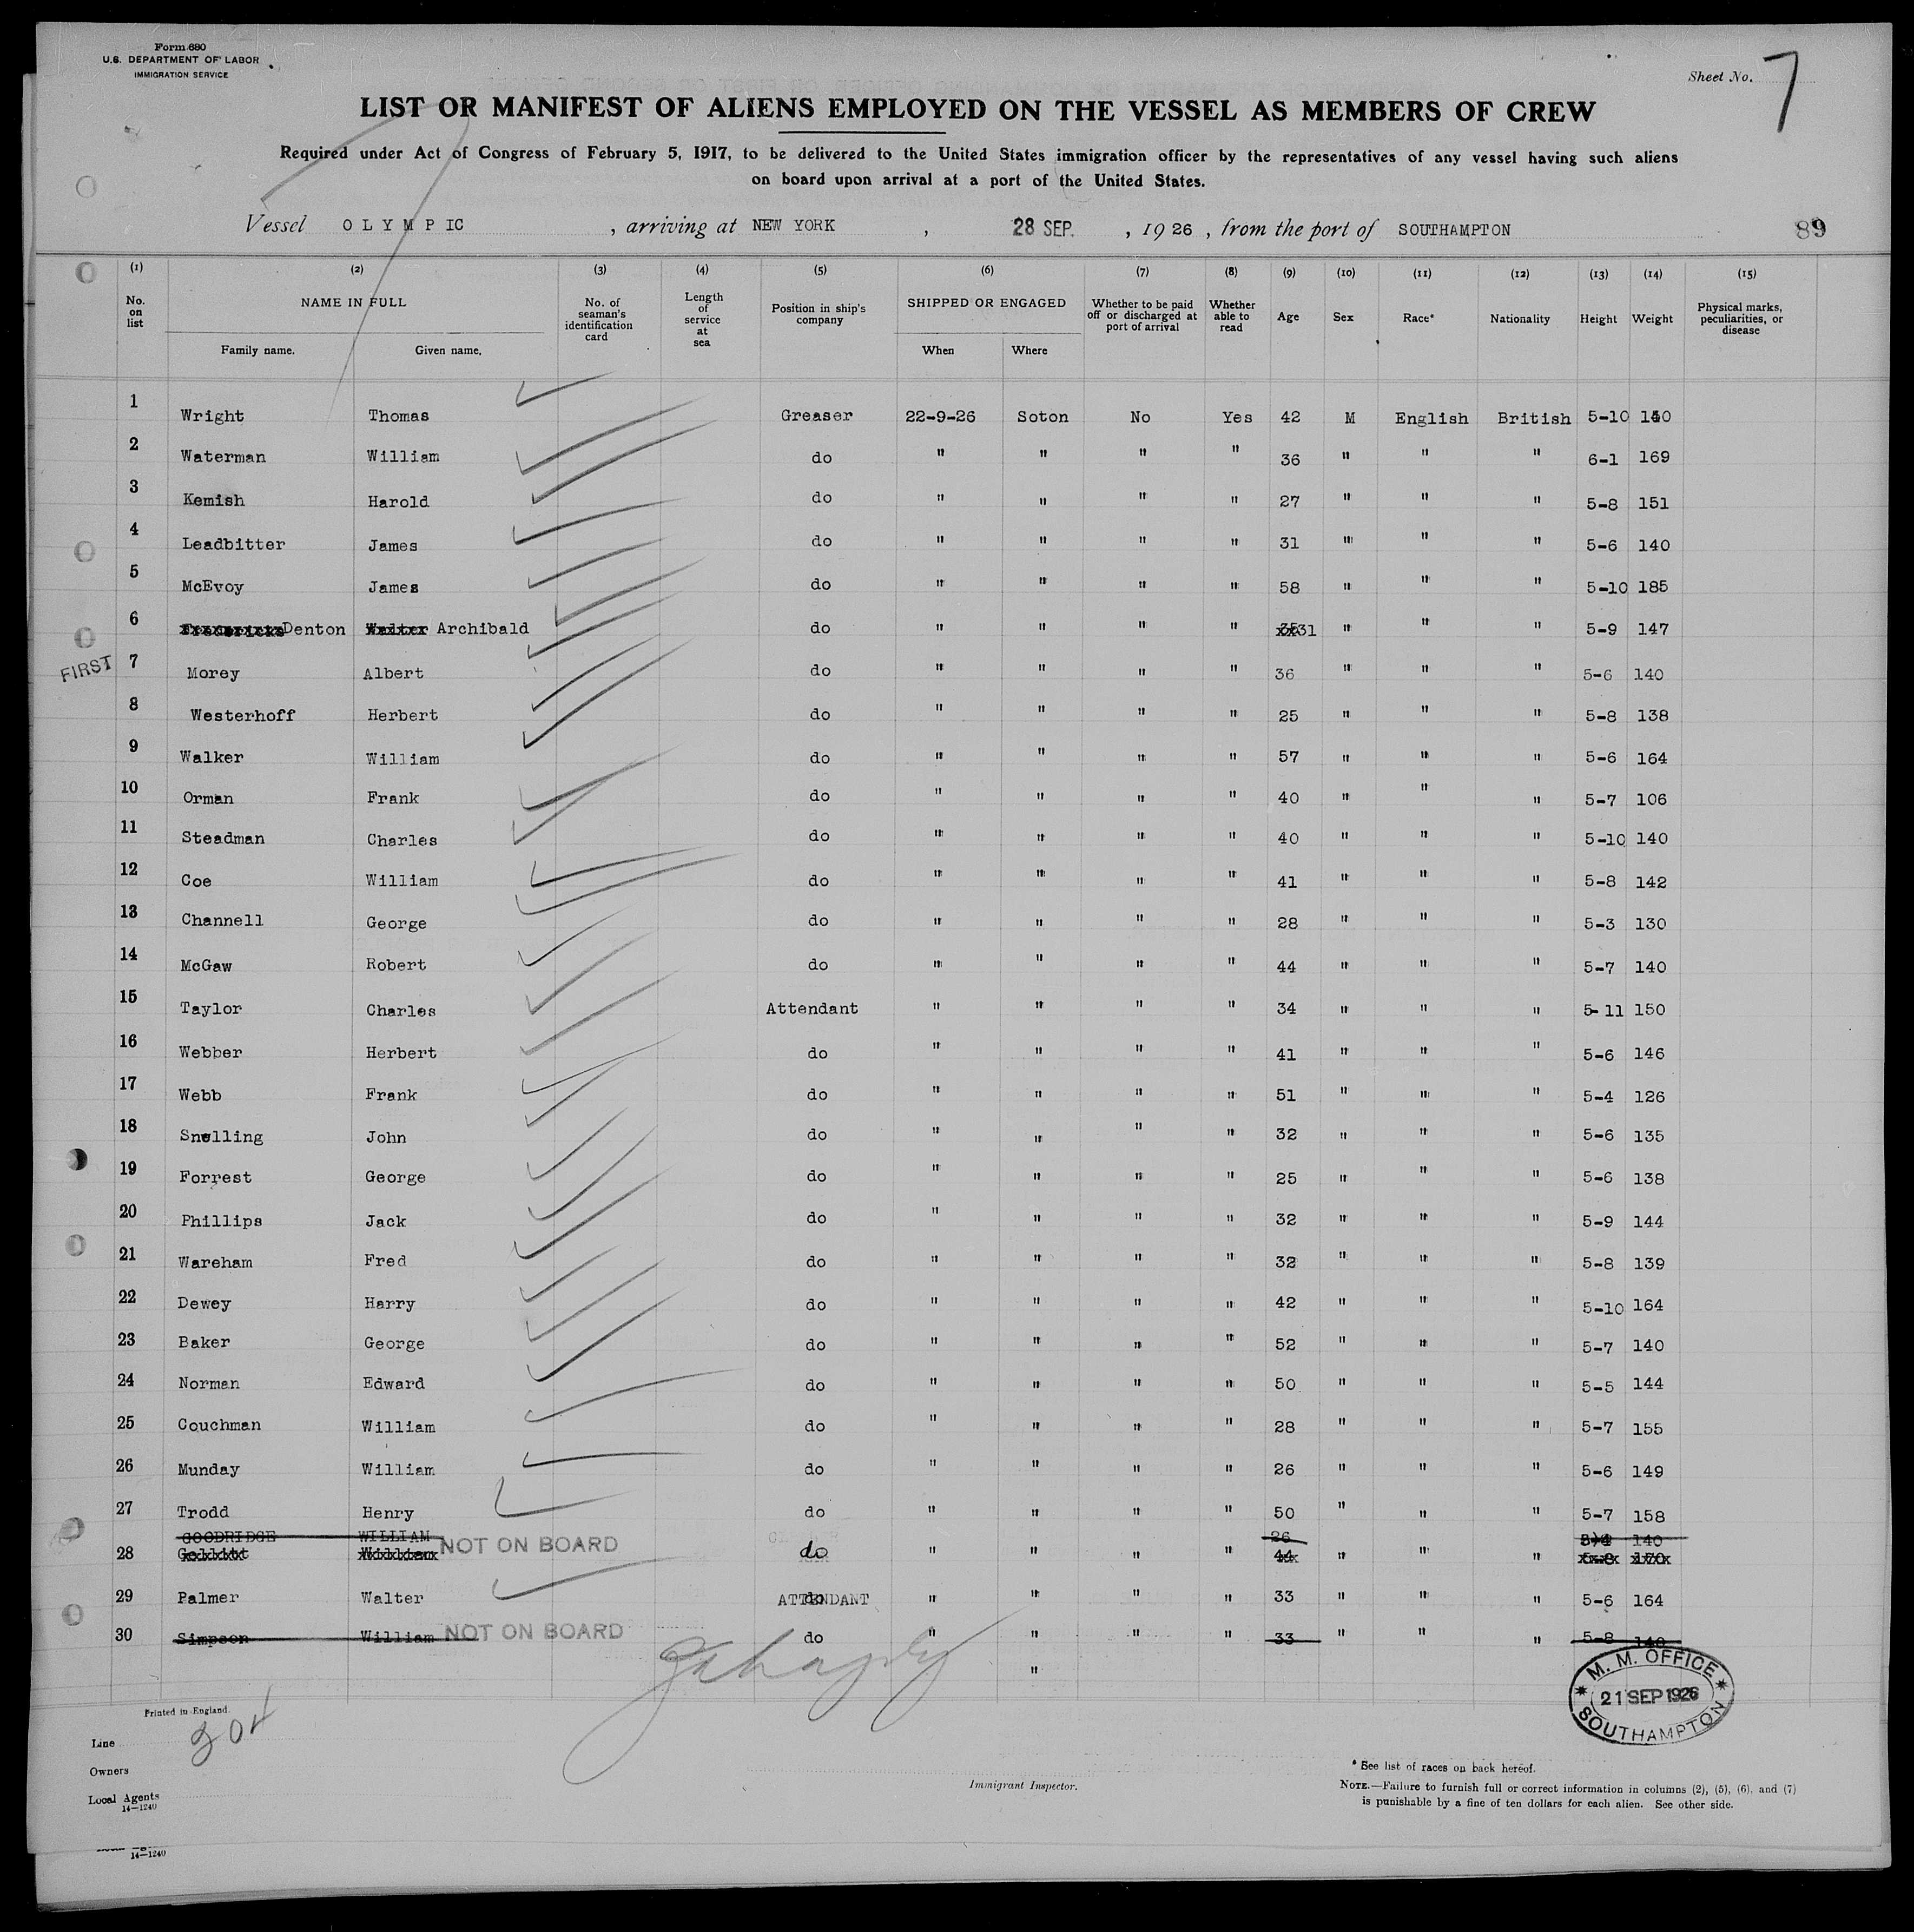 Form 680
U.S. DEPARTMENT OF LABOR
IMMIGRATION SERVICE
Sheet No. 7
LIST OR MANIFEST OF ALIENS EMPLOYED ON THE VESSEL AS MEMBERS OF CREW
Required under Act of Congress of February 5, 1917, to be delivered to the United States immigration officer by the representatives of any vessel having such aliens
on board upon arrival at a port of the United States.
Vessel OLYMPIC, arriving at NEW YORK, 28 SEP., 1926, from the port of SOUTHAMPTON 89
(1) (2) (3) (4) (5) (6) (7) (8) (9) (10) (11) (12) (13) (14) (15)
No. on list NAME IN FULL No. of seaman's identification card Length of service at sea Position in ship's company SHIPPED OR ENGAGED Whether to be paid off or discharged at port of arrival Whether able to read Age Sex Race* Nationality Height Weight Physical marks, peculiarities, or disease
Family name. Given name. When Where
1 Wright Thomas Greaser 22-9-26 Soton No Yes 42 M English British 5-10
2 Waterman William do " " " " 36 " " " 6-1 169
3 Kemish Harold do " " " " 27 " " " 5-8 151
4 Leadbitter James do " " " " 31 " " " 5-6 140
5 McEvoy James do " " " " 58 " " " 5-10 185
6 Fredericks Denton Walter Archibald do " " " " 35 31 " " " 5-9 147
FIRST 7 Morey Albert do " " " " 36 " " " 5-6 140
8 Westerhoff Herbert do " " " " 25 " " " 5-8 138
9 Walker William do " " " " 57 " " " 5-6 164
10 Orman Frank do " " " " 40 " " " 5-7 106
11 Steadman Charles do " " " " 40 " " " 5-10 140
12 Coe William do " " " " 41 " " " 5-8 142
13 Channell George do " " " " 28 " " " 5-3 130
14 McGaw Robert do " " " " 44 " " " 5-7 140
15 Taylor Charles Attendant " " " " 34 " " " 5-11 150
16 Webber Herbert do " " " " 41 " " " 5-6 146
17 Webb Frank do " " " " 51 " " " 5-4 126
18 Snelling John do " " " " 32 " " " 5-6 135
19 Forrest George do " " " " 25 " " " 5-6 138
20 Phillips Jack do " " " " 32 " " " 5-9 144
21 Wareham Fred do " " " " 32 " " " 5-8 139
22 Dewey Harry do " " " " 42 " " " 5-10 164
23 Baker George do " " " " 52 " " " 5-7 140
24 Norman Edward do " " " " 50 " " " 5-5 144
25 Couchman William do " " " " 28 " " " 5-7 155
26 Munday William do " " " " 26 " " " 5-6 149
27 Trodd Henry do " " " " 50 " " " 5-7 158
GOODRIDGE WILLIAM NOT ON BOARD 26 5-4 140
28 William do " " " " 44 " " " 5-8 170
29 Palmer Walter ATTENDANT " " " " 33 " " " 5-6 164
30 Simpson William NOT ON BOARD do " " " " 33 " " " 5-8 140
"
M. M. OFFICE
21 SEP 1926
SOUTHAMPTON
Printed in England.
Line
Owners
Local Agents
14-1240
Immigrant Inspector.
* See list of races on back hereof.
NOTE.—Failure to furnish full or correct information in columns (2), (5), (6), and (7)
is punishable by a fine of ten dollars for each alien. See other side.
14-1240